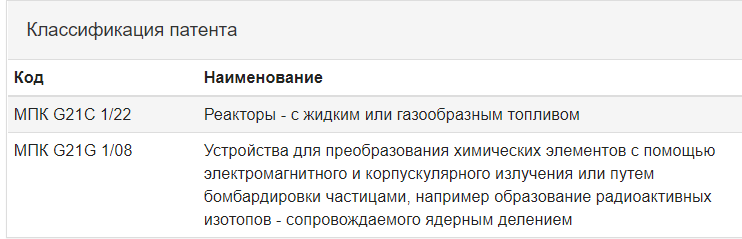 Классификация патента
Код Наименование
МПК G21C 1/22 Реакторы - с жидким или газообразным топливом
МПК G21G 1/08 Устройства для преобразования химических элементов с помощью
электромагнитного и корпускулярного излучения или путем
бомбардировки частицами, например образование радиоактивных
изотопов - сопровождаемого ядерным делением